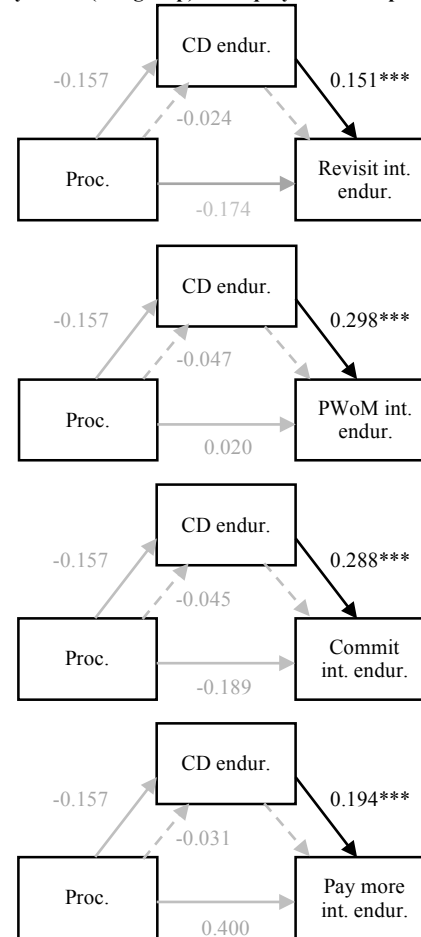 CD endur.
-0.157
0.151***
-0.024
Proc.
Revisit int.
endur.
-0.174
CD endur.
-0.157
0.298***
-0.047
Proc.
PWoM int.
endur.
0.020
CD endur.
-0.157
0.288***
-0.045
Proc.
Commit
int. endur.
-0.189
CD endur.
-0.157
0.194***
-0.031
Proc.
Pay more
int. endur.
0.400